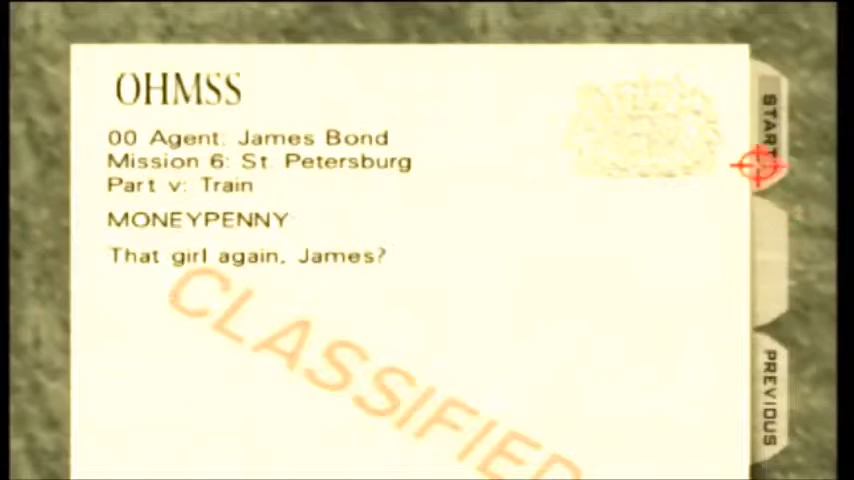 OHMSS
00 Agent: James Bond
Mission 6: St. Petersburg
Part v: Train
MONEYPENNY
That girl again, James?
CLASSIFIED
START
PREVIOUS